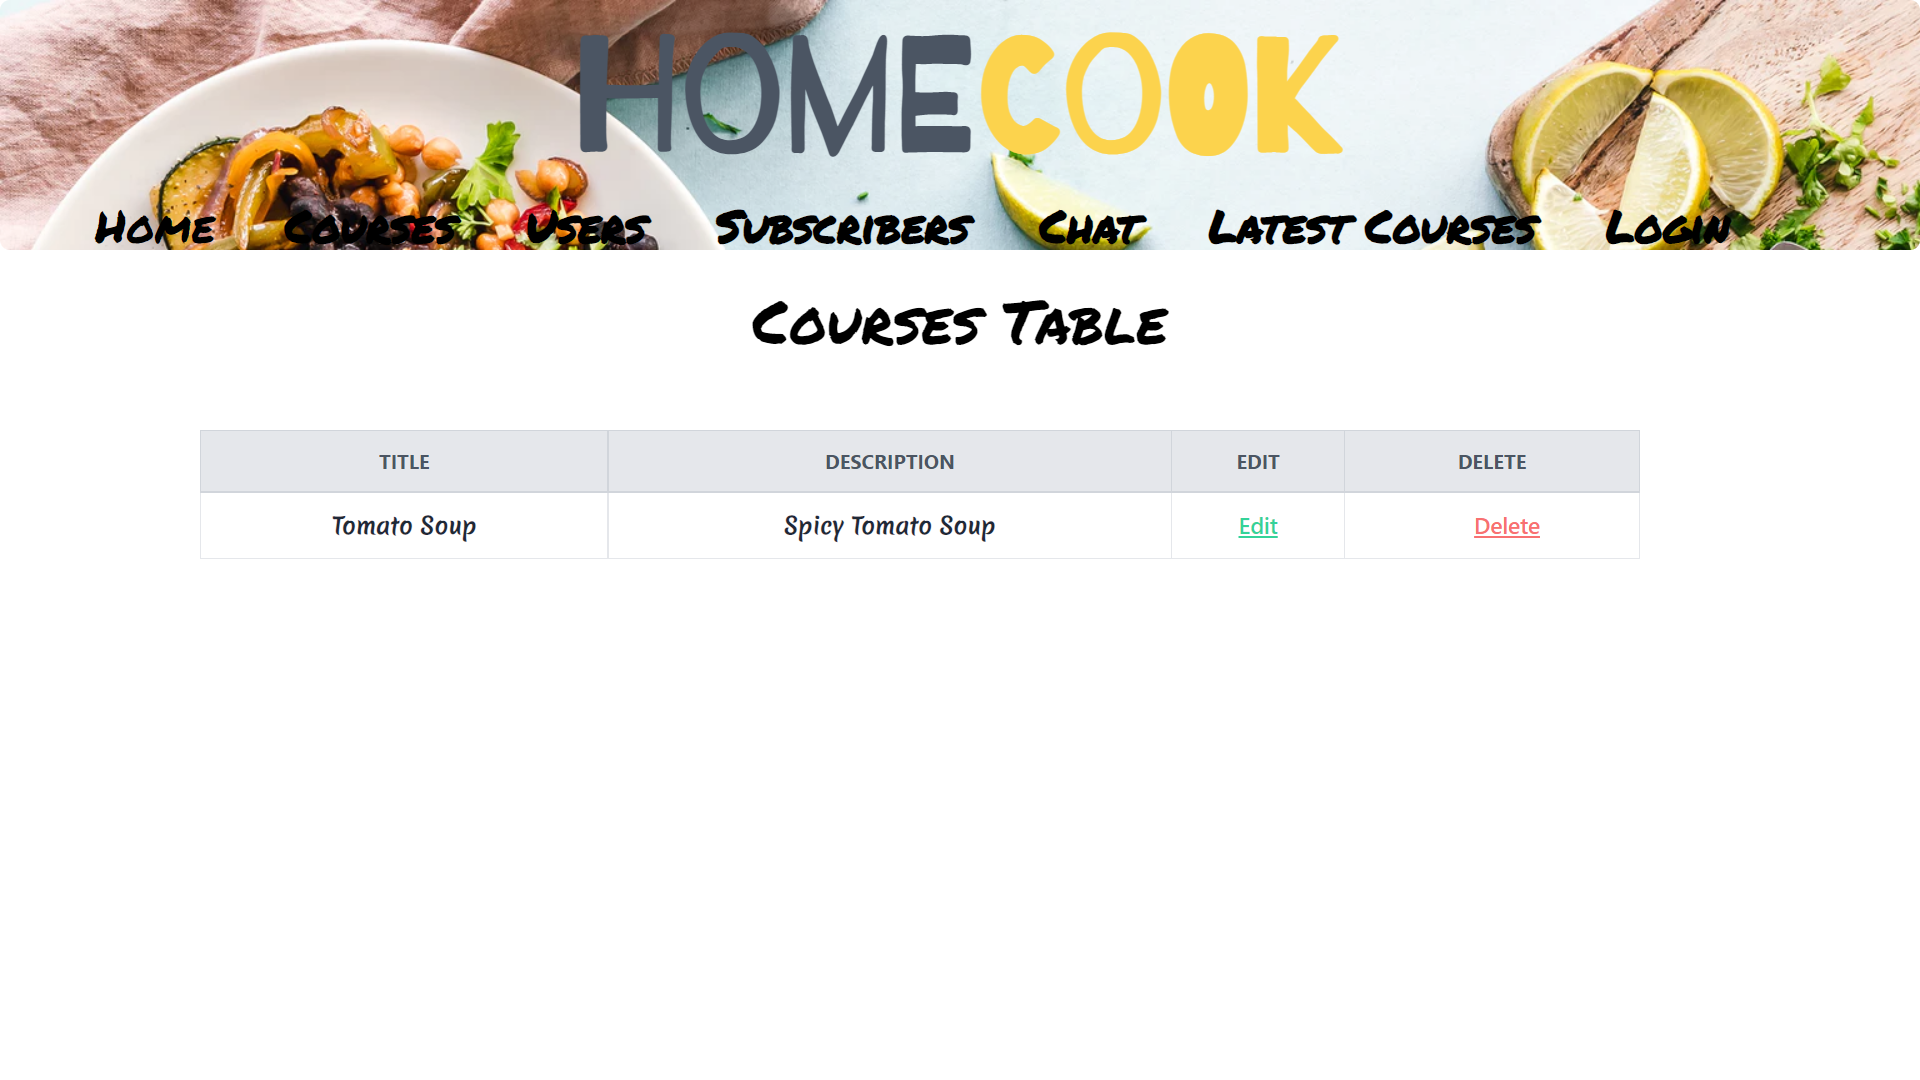 HOMECOOK
Home Courses Users Subscribers Chat Latest Courses Login
Courses Table
TITLE DESCRIPTION EDIT DELETE
Tomato Soup Spicy Tomato Soup Edit Delete